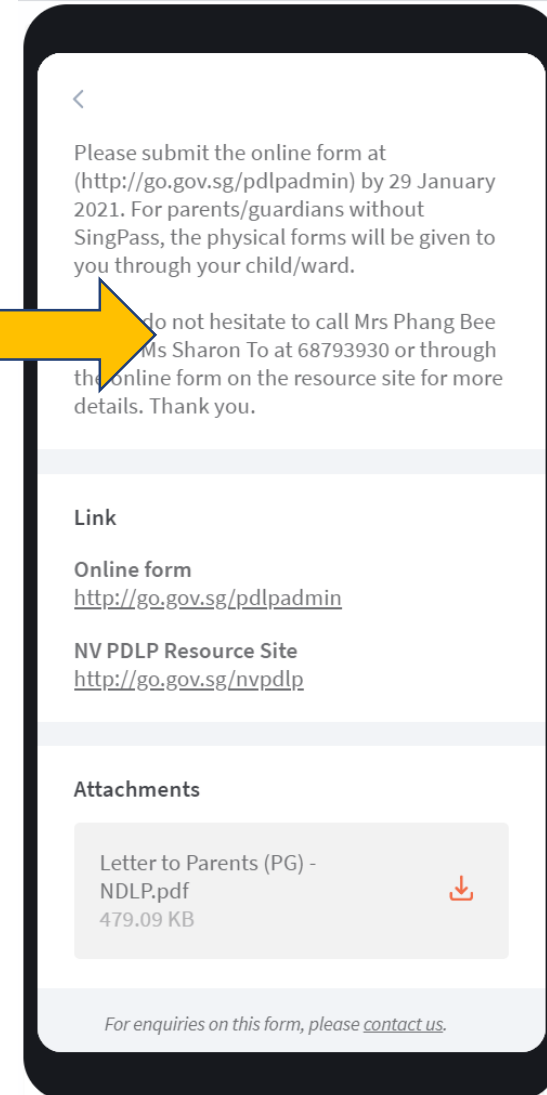 Please submit the online form at
(http://go.gov.sg/pdlpadmin) by 29 January
2021. For parents/guardians without
SingPass, the physical forms will be given to
you through your child/ward.
do not hesitate to call Mrs Phang Bee
Ms Sharon To at 68793930 or through
the online form on the resource site for more
details. Thank you.
Link
Online form
http://go.gov.sg/pdlpadmin
NV PDLP Resource Site
http://go.gov.sg/nvpdlp
Attachments
Letter to Parents (PG) -
NDLP.pdf
479.09 KB
For enquiries on this form, please contact us.